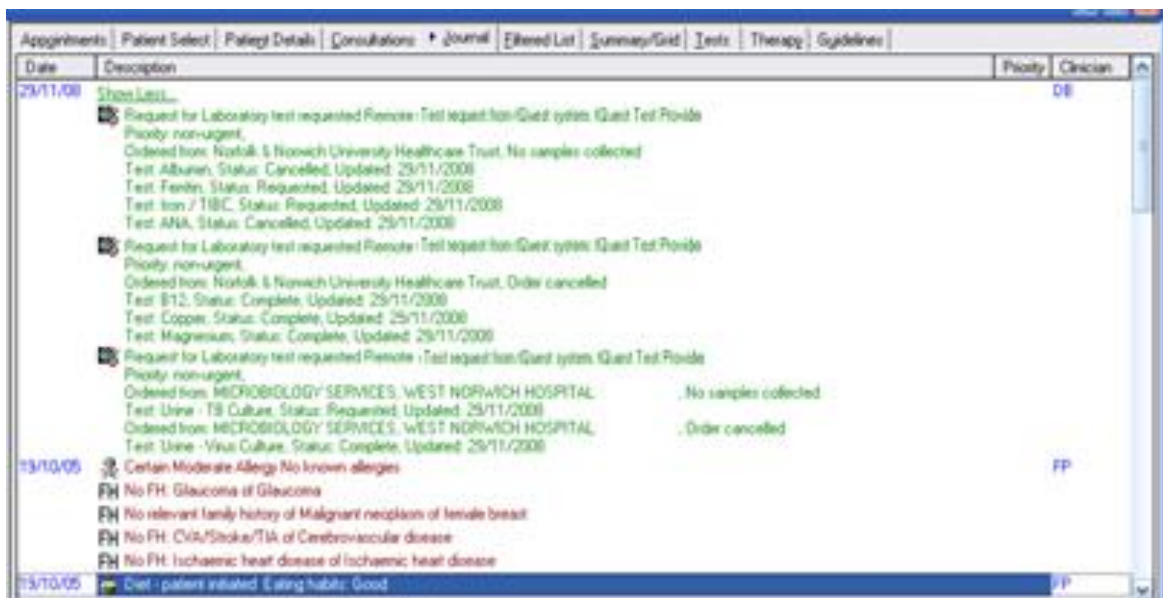 Appointments Patient Select Patient Details Consultations Journal Filtered List Summary/Grid Tests Therapy Guidelines
Date Description Priority Clinician
29/11/08 Show Less... DB
Request for Laboratory test requested Remote - Test request from iQuest system. iQuest Test Provide
Priority: non-urgent,
Ordered from: Norfolk & Norwich University Healthcare Trust, No samples collected
Test: Albumin, Status: Cancelled, Updated: 29/11/2008
Test: Ferritin, Status: Requested, Updated: 29/11/2008
Test: Iron / TIBC, Status: Requested, Updated: 29/11/2008
Test: ANA, Status: Cancelled, Updated: 29/11/2008
Request for Laboratory test requested Remote - Test request from iQuest system. iQuest Test Provide
Priority: non-urgent,
Ordered from: Norfolk & Norwich University Healthcare Trust, Order cancelled
Test: B12, Status: Complete, Updated: 29/11/2008
Test: Copper, Status: Complete, Updated: 29/11/2008
Test: Magnesium, Status: Complete, Updated: 29/11/2008
Request for Laboratory test requested Remote - Test request from iQuest system. iQuest Test Provide
Priority: non-urgent,
Ordered from: MICROBIOLOGY SERVICES, WEST NORWICH HOSPITAL , No samples collected
Test: Urine - TB Culture, Status: Requested, Updated: 29/11/2008
Ordered from: MICROBIOLOGY SERVICES, WEST NORWICH HOSPITAL , Order cancelled
Test: Urine - Virus Culture, Status: Complete, Updated: 29/11/2008
19/10/05 Certain Moderate Allergy No known allergies FP
FH No FH: Glaucoma of Glaucoma
FH No relevant family history of Malignant neoplasm of female breast
FH No FH: CVA/Stroke/TIA of Cerebrovascular disease
FH No FH: Ischaemic heart disease of Ischaemic heart disease
19/10/05 Diet - patient initiated Eating habits: Good FP